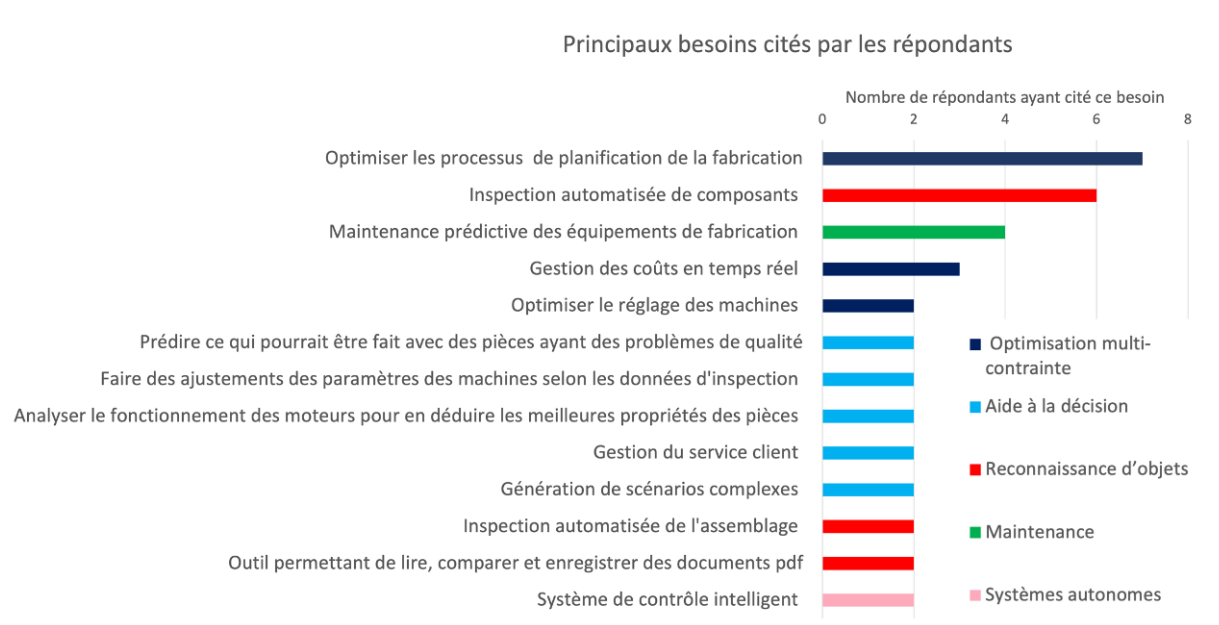 Principaux besoins cités par les répondants
Nombre de répondants ayant cité ce besoin
0 2 4 6 8
Optimiser les processus de planification de la fabrication
Inspection automatisée de composants
Maintenance prédictive des équipements de fabrication
Gestion des coûts en temps réel
Optimiser le réglage des machines
Prédire ce qui pourrait être fait avec des pièces ayant des problèmes de qualité
Faire des ajustements des paramètres des machines selon les données d'inspection
Analyser le fonctionnement des moteurs pour en déduire les meilleures propriétés des pièces
Gestion du service client
Génération de scénarios complexes
Inspection automatisée de l'assemblage
Outil permettant de lire, comparer et enregistrer des documents pdf
Système de contrôle intelligent
Optimisation multi-
contrainte
Aide à la décision
Reconnaissance d’objets
Maintenance
Systèmes autonomes